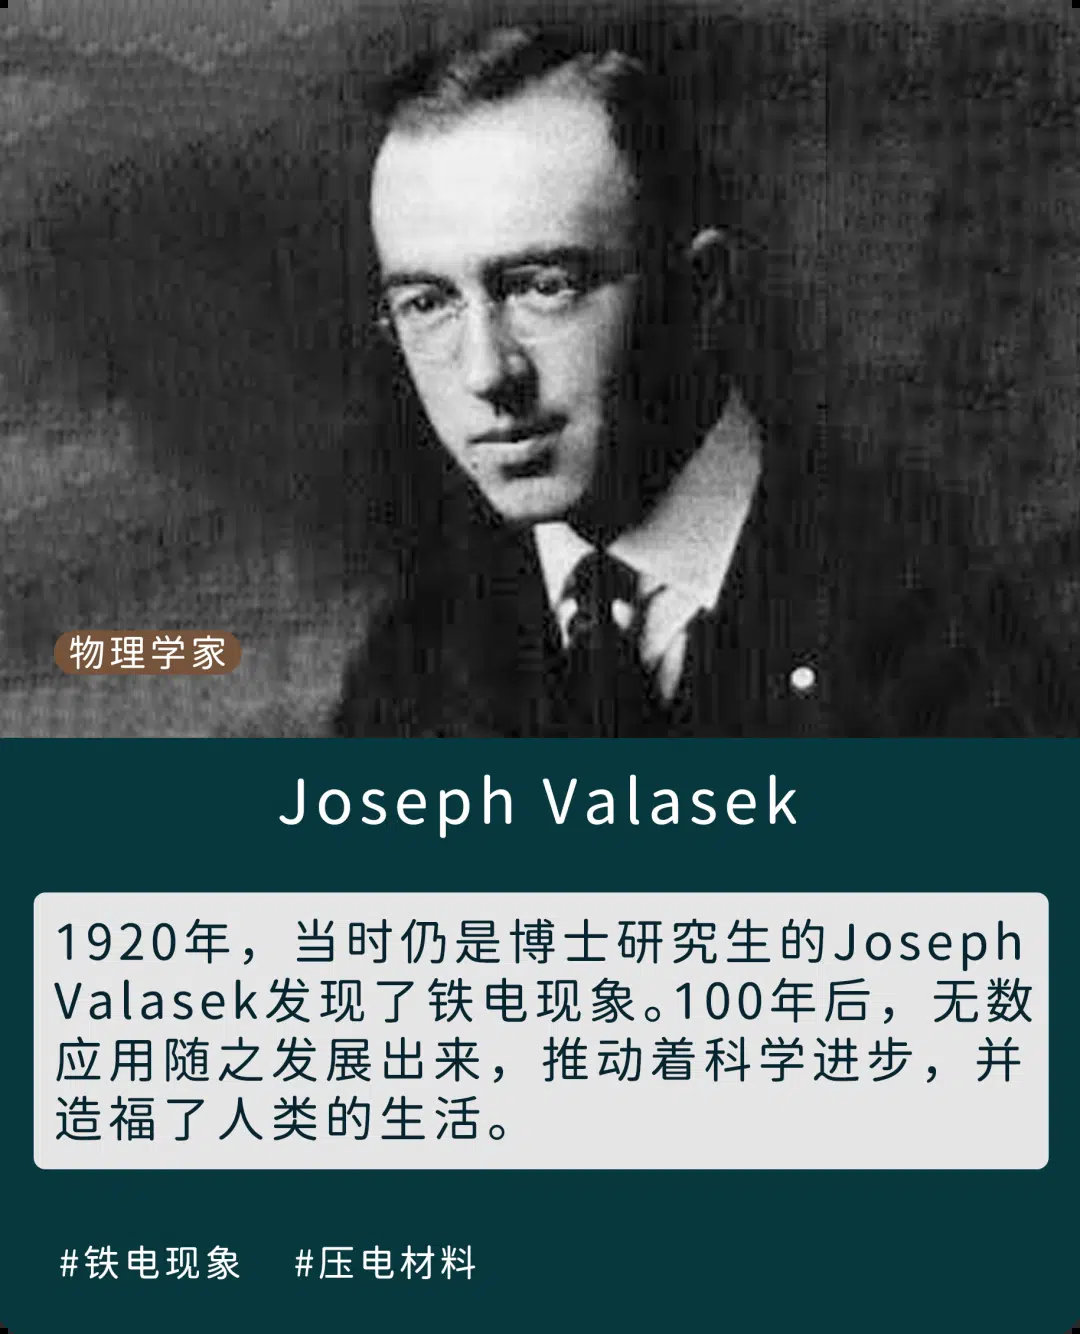 物理学家
Joseph Valasek
1920年，当时仍是博士研究生的Joseph
Valasek发现了铁电现象。100年后，无数
应用随之发展出来，推动着科学进步，并
造福了人类的生活。
#铁电现象 #压电材料